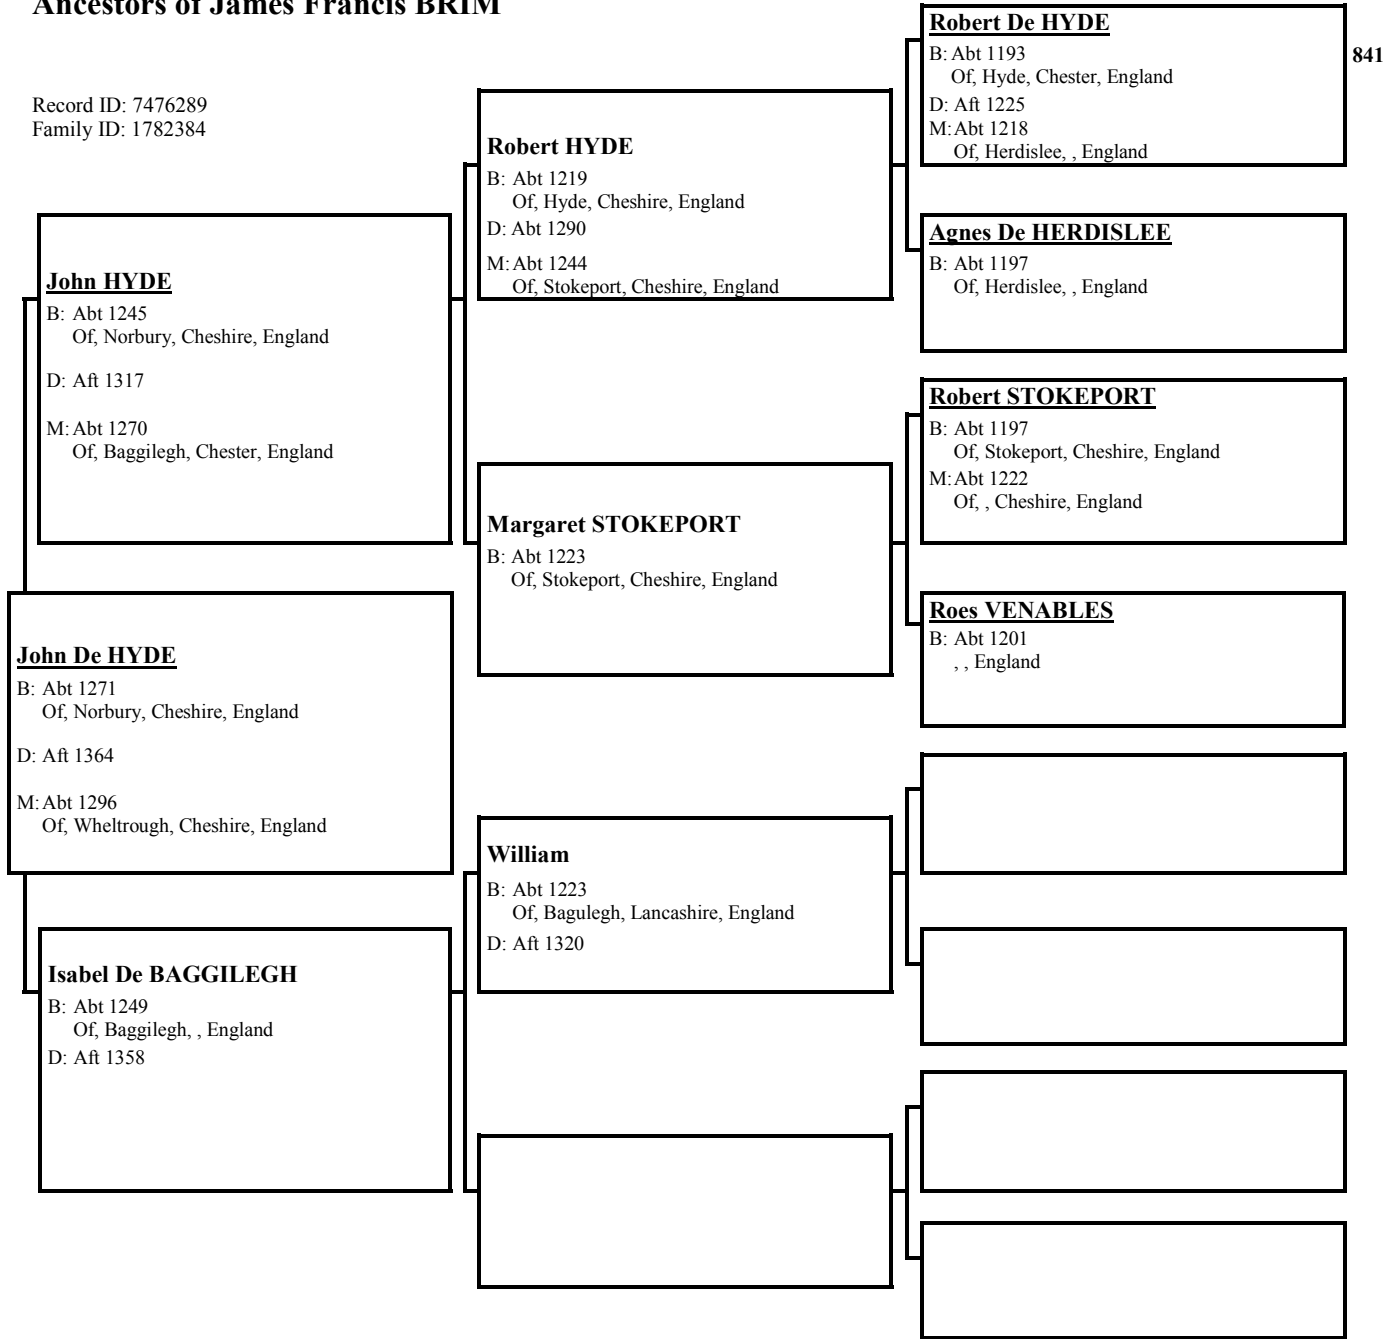 Ancestors of James Francis BRIM
Record ID: 7476289
Family ID: 1782384
841
John De HYDE
B: Abt 1271
Of, Norbury, Cheshire, England
D: Aft 1364
M: Abt 1296
Of, Wheltrough, Cheshire, England
John HYDE
B: Abt 1245
Of, Norbury, Cheshire, England
D: Aft 1317
M: Abt 1270
Of, Baggilegh, Chester, England
Isabel De BAGGILEGH
B: Abt 1249
Of, Baggilegh, , England
D: Aft 1358
Robert HYDE
B: Abt 1219
Of, Hyde, Cheshire, England
D: Abt 1290
M: Abt 1244
Of, Stokeport, Cheshire, England
Margaret STOKEPORT
B: Abt 1223
Of, Stokeport, Cheshire, England
William
B: Abt 1223
Of, Bagulegh, Lancashire, England
D: Aft 1320
Robert De HYDE
B: Abt 1193
Of, Hyde, Chester, England
D: Aft 1225
M: Abt 1218
Of, Herdislee, , England
Agnes De HERDISLEE
B: Abt 1197
Of, Herdislee, , England
Robert STOKEPORT
B: Abt 1197
Of, Stokeport, Cheshire, England
M: Abt 1222
Of, , Cheshire, England
Roes VENABLES
B: Abt 1201
, , England